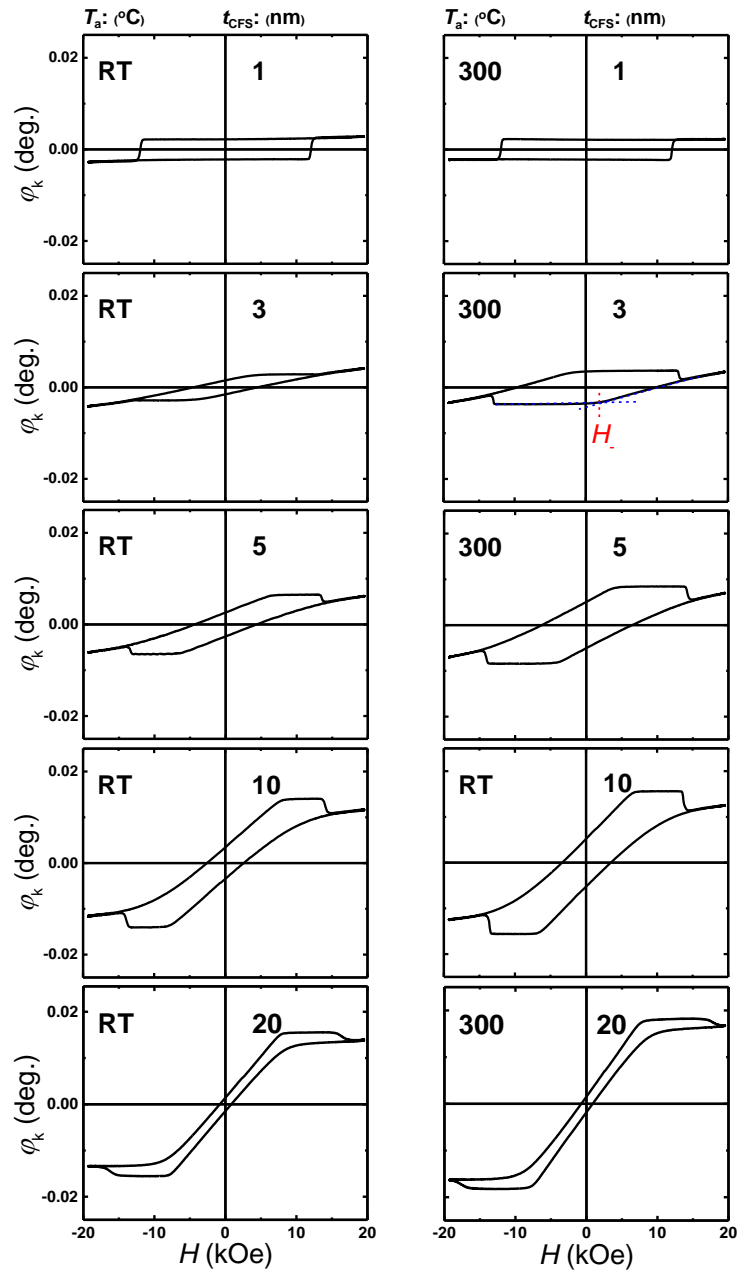 Ta: (oC) tCFS: (nm) Ta: (oC) tCFS: (nm)
0.02
RT 1 300 1
φk (deg.)
0.00
-0.02
0.02
RT 3 300 3
φk (deg.)
0.00
H-
-0.02
0.02
RT 5 300 5
φk (deg.)
0.00
-0.02
0.02
RT 10 RT 10
φk (deg.)
0.00
-0.02
0.02
RT 20 300 20
φk (deg.)
0.00
-0.02
-20 -10 0 10 20 -20 -10 0 10 20
H (kOe) H (kOe)